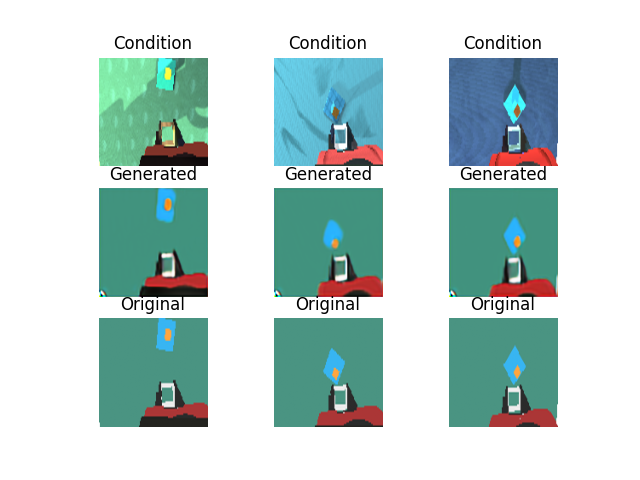 Condition Condition Condition
Generated Generated Generated
Original Original Original